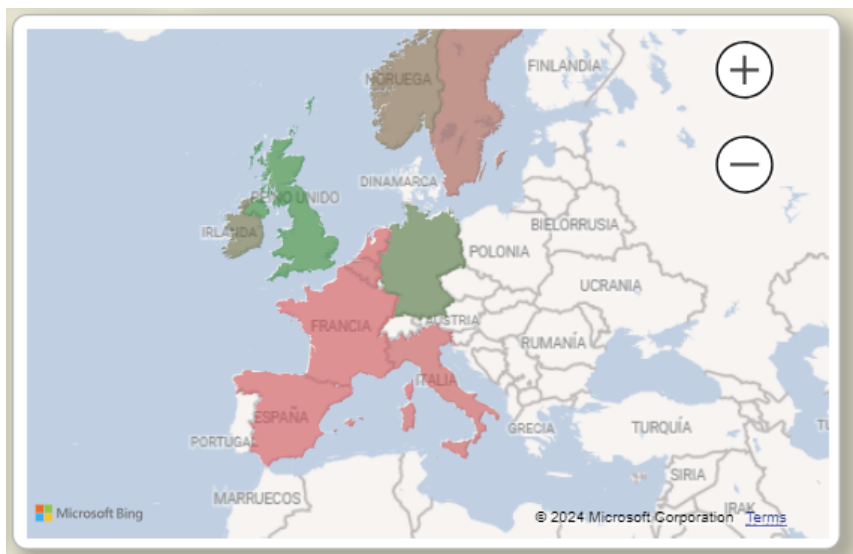 FINLANDIA
NORUEGA
DINAMARCA
REINO UNIDO
IRLANDA
BIELORRUSIA
POLONIA
UCRANIA
FRANCIA
AUSTRIA
RUMANÍA
ITALIA
ESPAÑA
PORTUGAL
GRECIA
TURQUÍA
SIRIA
MARRUECOS
IRAK
Microsoft Bing
© 2024 Microsoft Corporation Terms